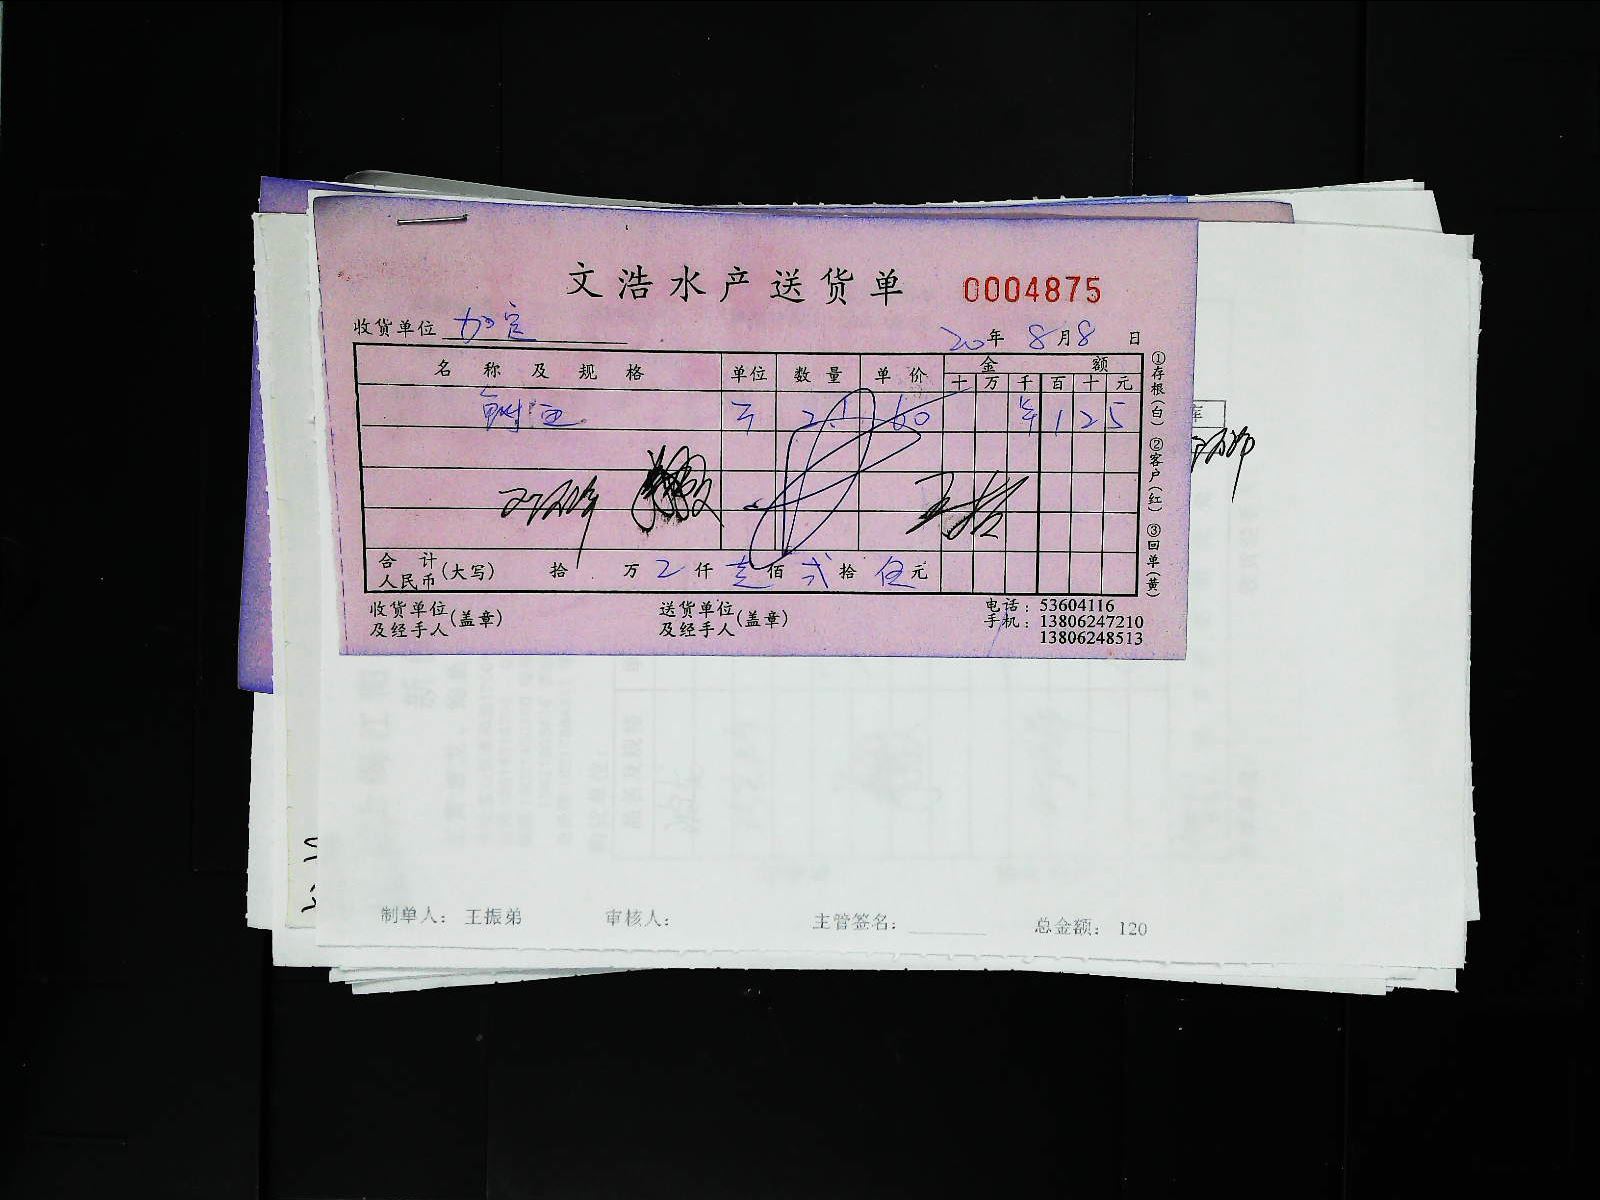 文浩水产送货单 0004875
收货单位 加定 20年 8月8日
名称及规格 单位 数量 单价 金额
十 万 千 百 十 元
60 1 2 5
合计 人民币 (大写) 拾 万 仟 壹 佰 弍 拾 伍 元
收货单位 及经手人 (盖章) 送货单位 及经手人 (盖章)
电话: 53604116
手机: 13806247210
13806248513
①存根(白) ②客户(红) ③回单(黄)
制单人: 王振弟 审核人: 主管签名: 总金额: 120